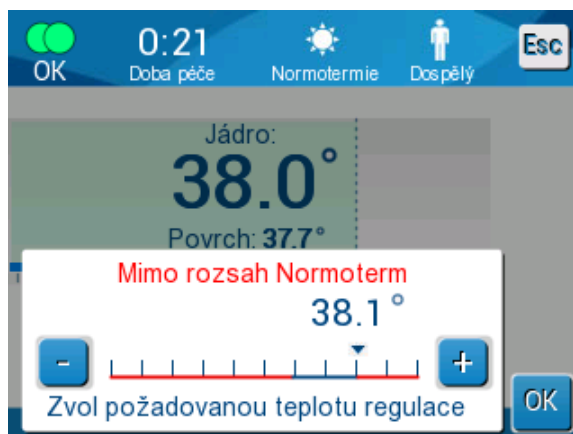 OK
0:21
Doba péče
Normotermie
Dospělý
Esc
Jádro:
38.0°
Povrch: 37.7°
Mimo rozsah Normoterm
38.1°
- +
Zvol požadovanou teplotu regulace
OK